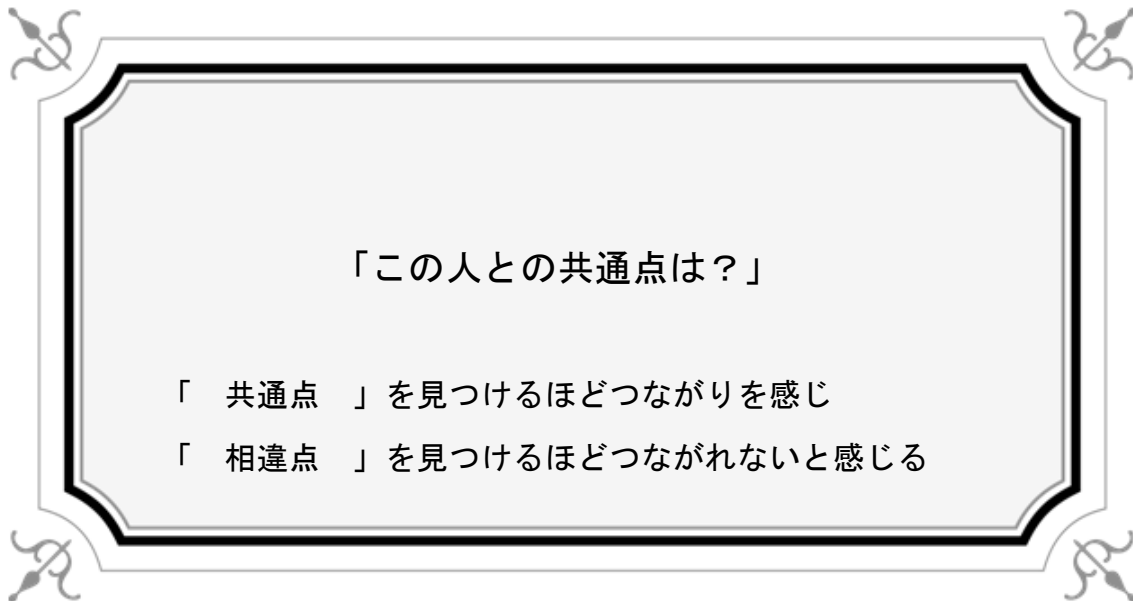 「この人との共通点は？」
「　共通点　」を見つけるほどつながりを感じ
「　相違点　」を見つけるほどつながれないと感じる